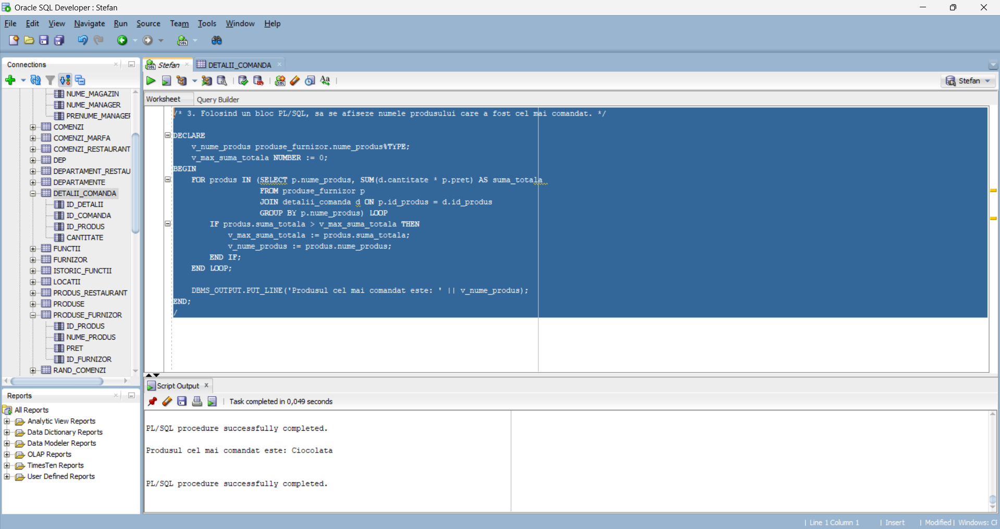 Oracle SQL Developer : Stefan
File Edit View Navigate Run Source Team Tools Window Help
Connections
NUME_MAGAZIN
NUME_MANAGER
PRENUME_MANAGER
COMENZI
COMENZI_MARFA
COMENZI_RESTAURANT
DEP
DEPARTAMENT_RESTAU
DEPARTAMENTE
DETALII_COMANDA
ID_DETALII
ID_COMANDA
ID_PRODUS
CANTITATE
FUNCTII
FURNIZOR
ISTORIC_FUNCTII
LOCATII
PRODUS_RESTAURANT
PRODUSE
PRODUSE_FURNIZOR
ID_PRODUS
NUME_PRODUS
PRET
ID_FURNIZOR
RAND_COMENZI
Reports
All Reports
Analytic View Reports
Data Dictionary Reports
Data Modeler Reports
OLAP Reports
TimesTen Reports
User Defined Reports
Stefan DETALII_COMANDA
Stefan
Worksheet Query Builder
/* 3. Folosind un bloc PL/SQL, sa se afiseze numele produsului care a fost cel mai comandat. */
DECLARE
v_nume_produs produse_furnizor.nume_produs%TYPE;
v_max_suma_totala NUMBER := 0;
BEGIN
FOR produs IN (SELECT p.nume_produs, SUM(d.cantitate * p.pret) AS suma_totala
FROM produse_furnizor p
JOIN detalii_comanda d ON p.id_produs = d.id_produs
GROUP BY p.nume_produs) LOOP
IF produs.suma_totala > v_max_suma_totala THEN
v_max_suma_totala := produs.suma_totala;
v_nume_produs := produs.nume_produs;
END IF;
END LOOP;
DBMS_OUTPUT.PUT_LINE('Produsul cel mai comandat este: ' || v_nume_produs);
END;
/
Script Output
Task completed in 0,049 seconds
PL/SQL procedure successfully completed.
Produsul cel mai comandat este: Ciocolata
PL/SQL procedure successfully completed.
Line 1 Column 1 | Insert | Modified | Windows: CR